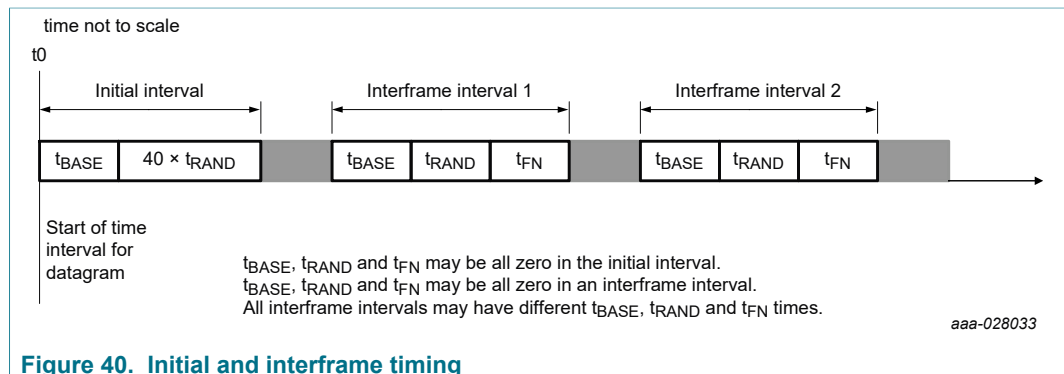 time not to scale
t0
Initial interval
Interframe interval 1
Interframe interval 2
tBASE
40 × tRAND
tBASE
tRAND
tFN
tBASE
tRAND
tFN
Start of time
interval for
datagram
tBASE, tRAND and tFN may be all zero in the initial interval.
tBASE, tRAND and tFN may be all zero in an interframe interval.
All interframe intervals may have different tBASE, tRAND and tFN times.
aaa-028033
Figure 40. Initial and interframe timing